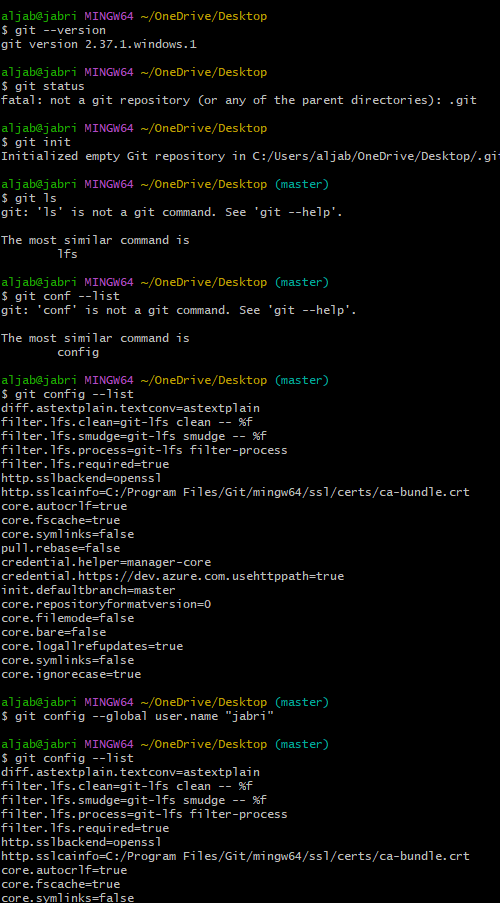 aljab@jabri MINGW64 ~/OneDrive/Desktop
$ git --version
git version 2.37.1.windows.1
aljab@jabri MINGW64 ~/OneDrive/Desktop
$ git status
fatal: not a git repository (or any of the parent directories): .git
aljab@jabri MINGW64 ~/OneDrive/Desktop
$ git init
Initialized empty Git repository in C:/Users/aljab/OneDrive/Desktop/.git
aljab@jabri MINGW64 ~/OneDrive/Desktop (master)
$ git ls
git: 'ls' is not a git command. See 'git --help'.
The most similar command is
lfs
aljab@jabri MINGW64 ~/OneDrive/Desktop (master)
$ git conf --list
git: 'conf' is not a git command. See 'git --help'.
The most similar command is
config
aljab@jabri MINGW64 ~/OneDrive/Desktop (master)
$ git config --list
diff.astextplain.textconv=astextplain
filter.lfs.clean=git-lfs clean -- %f
filter.lfs.smudge=git-lfs smudge -- %f
filter.lfs.process=git-lfs filter-process
filter.lfs.required=true
http.sslbackend=openssl
http.sslcainfo=C:/Program Files/Git/mingw64/ssl/certs/ca-bundle.crt
core.autocrlf=true
core.fscache=true
core.symlinks=false
pull.rebase=false
credential.helper=manager-core
credential.https://dev.azure.com.usehttppath=true
init.defaultbranch=master
core.repositoryformatversion=0
core.filemode=false
core.bare=false
core.logallrefupdates=true
core.symlinks=false
core.ignorecase=true
aljab@jabri MINGW64 ~/OneDrive/Desktop (master)
$ git config --global user.name "jabri"
aljab@jabri MINGW64 ~/OneDrive/Desktop (master)
$ git config --list
diff.astextplain.textconv=astextplain
filter.lfs.clean=git-lfs clean -- %f
filter.lfs.smudge=git-lfs smudge -- %f
filter.lfs.process=git-lfs filter-process
filter.lfs.required=true
http.sslbackend=openssl
http.sslcainfo=C:/Program Files/Git/mingw64/ssl/certs/ca-bundle.crt
core.autocrlf=true
core.fscache=true
core.symlinks=false